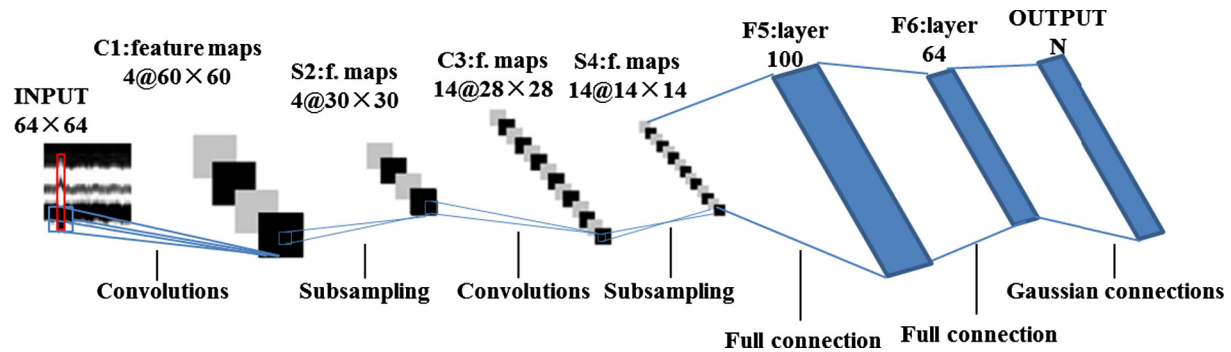 INPUT
64×64
C1:feature maps
4@60×60
S2:f. maps
4@30×30
C3:f. maps
14@28×28
S4:f. maps
14@14×14
F5:layer
100
F6:layer
64
OUTPUT
N
Convolutions
Subsampling
Convolutions
Subsampling
Full connection
Full connection
Gaussian connections